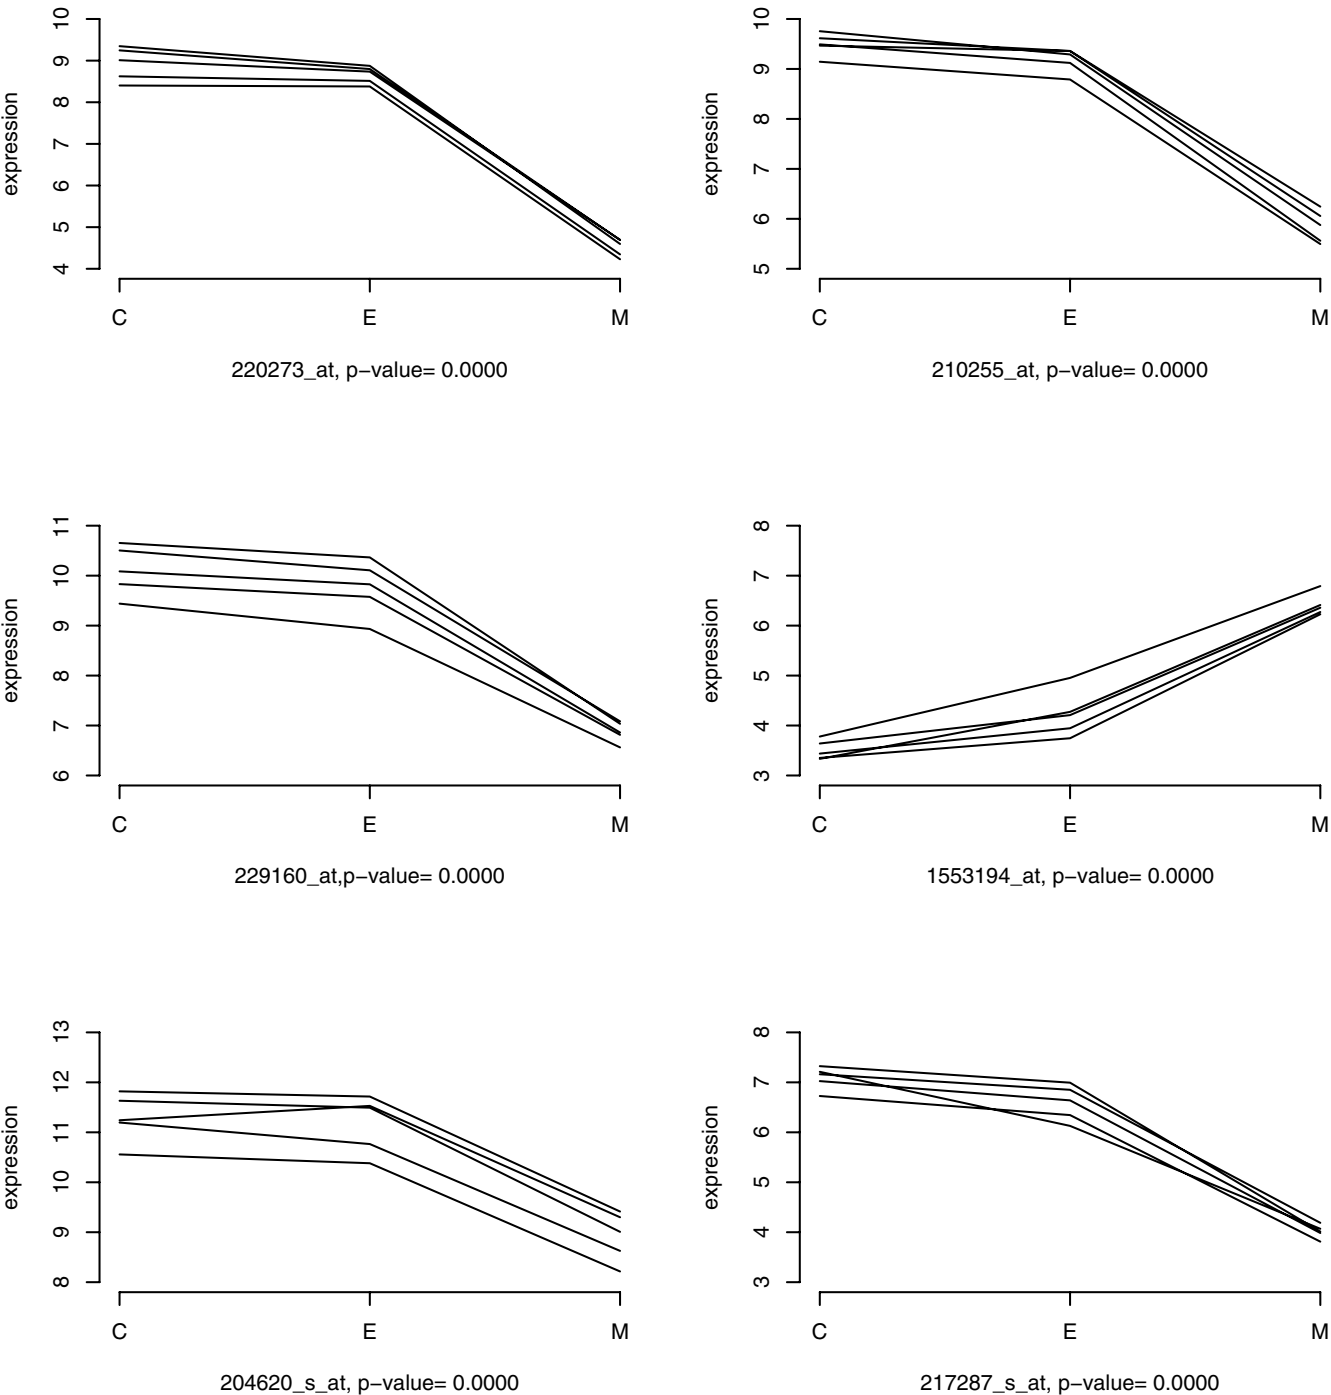 expression
10
9
8
7
6
5
4
C E M
220273_at, p−value= 0.0000
expression
10
9
8
7
6
5
C E M
210255_at, p−value= 0.0000
expression
11
10
9
8
7
6
C E M
229160_at,p−value= 0.0000
expression
8
7
6
5
4
3
C E M
1553194_at, p−value= 0.0000
expression
13
12
11
10
9
8
C E M
204620_s_at, p−value= 0.0000
expression
8
7
6
5
4
3
C E M
217287_s_at, p−value= 0.0000